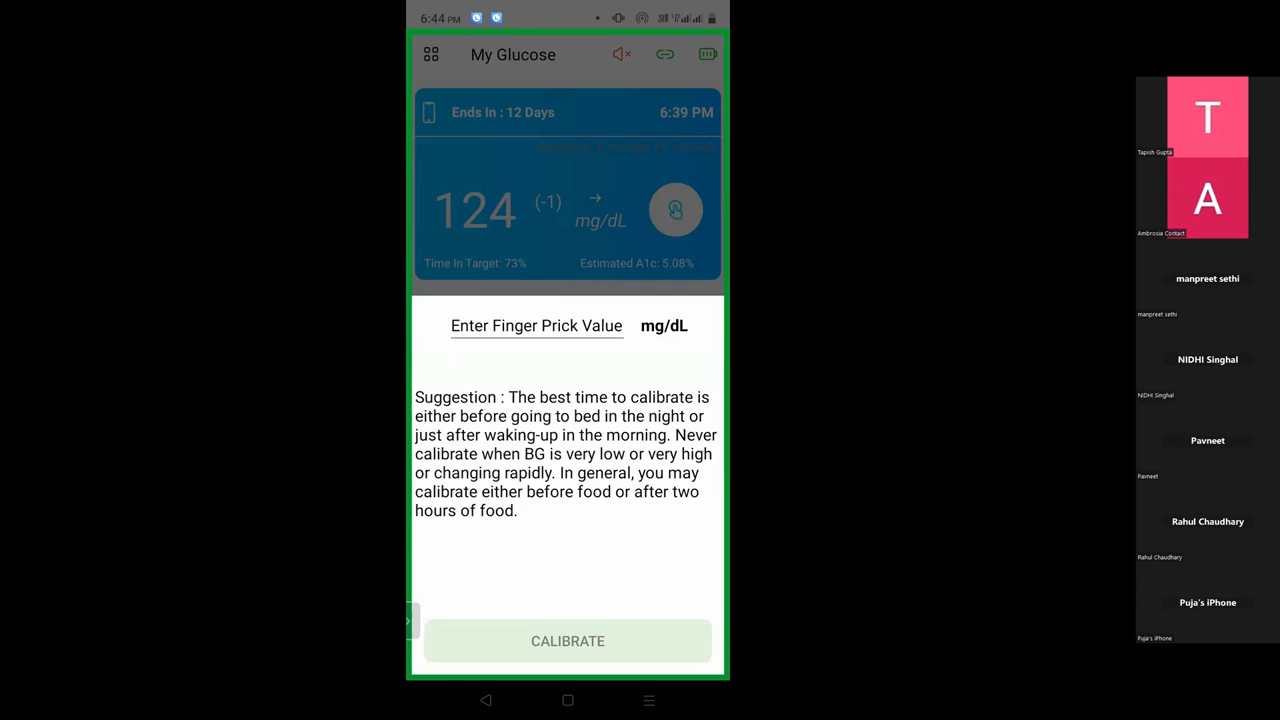 6:44 PM
My Glucose
Ends In : 12 Days
6:39 PM
124
(-1)
mg/dL
Time In Target: 73%
Estimated A1c: 5.08%
Enter Finger Prick Value
mg/dL
Suggestion : The best time to calibrate is
either before going to bed in the night or
just after waking-up in the morning. Never
calibrate when BG is very low or very high
or changing rapidly. In general, you may
calibrate either before food or after two
hours of food.
CALIBRATE
T
Tapish Gupta
A
Ambrosia Contact
manpreet sethi
manpreet sethi
NIDHI Singhal
NIDHI Singhal
Pavneet
Pavneet
Rahul Chaudhary
Rahul Chaudhary
Puja's iPhone
Puja's iPhone